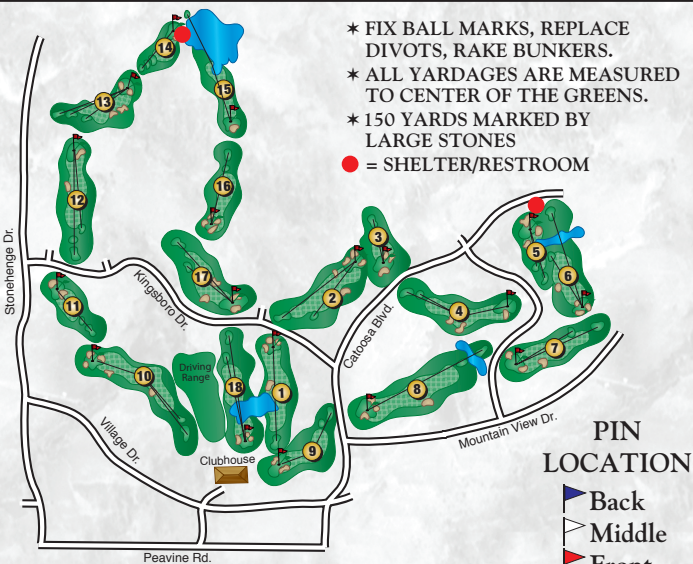 ✶ FIX BALL MARKS, REPLACE
DIVOTS, RAKE BUNKERS.
✶ ALL YARDAGES ARE MEASURED
TO CENTER OF THE GREENS.
✶ 150 YARDS MARKED BY
LARGE STONES
= SHELTER/RESTROOM
14
15
13
16
12
3
5
6
17
2
4
11
7
10
18
1
8
9
Stonehenge Dr.
Kingsboro Dr.
Catoosa Blvd.
Driving
Range
Village Dr.
Clubhouse
Mountain View Dr.
Peavine Rd.
PIN
LOCATION
Back
Middle
Front